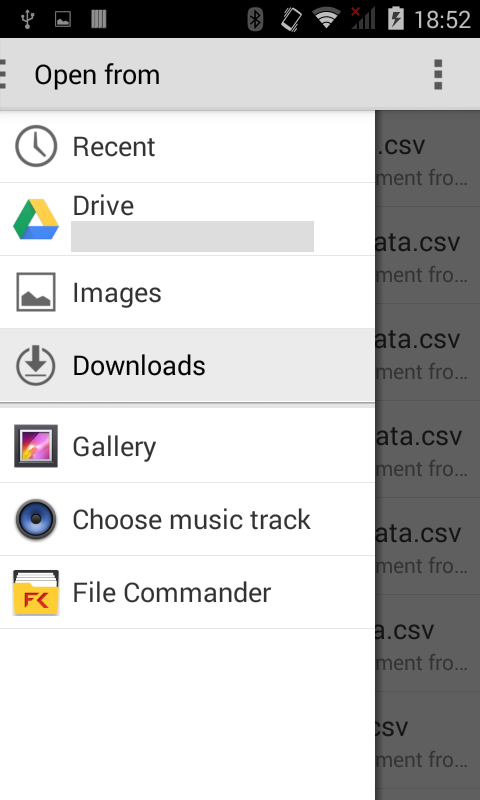 18:52
Open from
Recent
Drive
Images
Downloads
Gallery
Choose music track
FK
File Commander
.csv
ment fro...
ata.csv
ment fro...
ata.csv
ment fro...
ata.csv
ment fro...
ata.csv
ment fro...
a.csv
ment fro...
csv
ment fro...